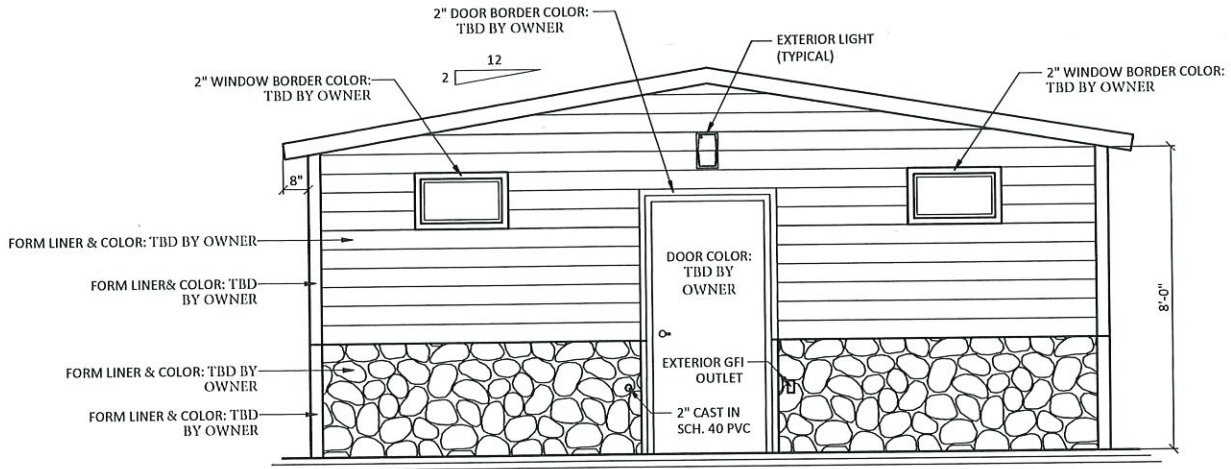 2" DOOR BORDER COLOR:
TBD BY OWNER
EXTERIOR LIGHT
(TYPICAL)
12
2
2" WINDOW BORDER COLOR:
TBD BY OWNER
2" WINDOW BORDER COLOR:
TBD BY OWNER
8"
FORM LINER & COLOR: TBD BY OWNER
FORM LINER& COLOR: TBD
BY OWNER
DOOR COLOR:
TBD BY
OWNER
8'-0"
FORM LINER & COLOR: TBD BY
OWNER
FORM LINER & COLOR: TBD
BY OWNER
EXTERIOR GFI
OUTLET
2" CAST IN
SCH. 40 PVC